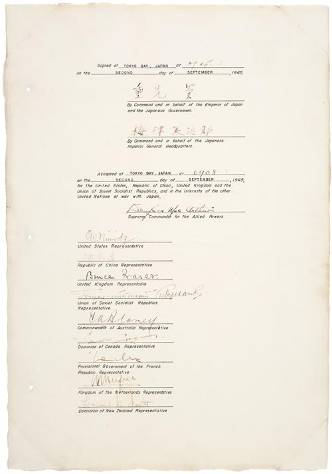 Signed at TOKYO BAY, JAPAN at
on the SECOND day of SEPTEMBER, 1945.
重光葵
By Command and in behalf of the Emperor of Japan
and the Japanese Government.
梅津美治郎
By Command and in behalf of the Japanese
Imperial General Headquarters.
Accepted at TOKYO BAY, JAPAN at 0908
on the SECOND day of SEPTEMBER, 1945,
for the United States, Republic of China, United Kingdom and the
Union of Soviet Socialist Republics, and in the interests of the other
United Nations at war with Japan.
Douglas MacArthur
Supreme Commander for the Allied Powers
C.W. Nimitz
United States Representative
Republic of China Representative
Bruce Fraser
United Kingdom Representative
Union of Soviet Socialist Republics
Representative
T.A. Blamey
Commonwealth of Australia Representative
Dominion of Canada Representative
Provisional Government of the French
Republic Representative
Kingdom of the Netherlands Representative
Dominion of New Zealand Representative